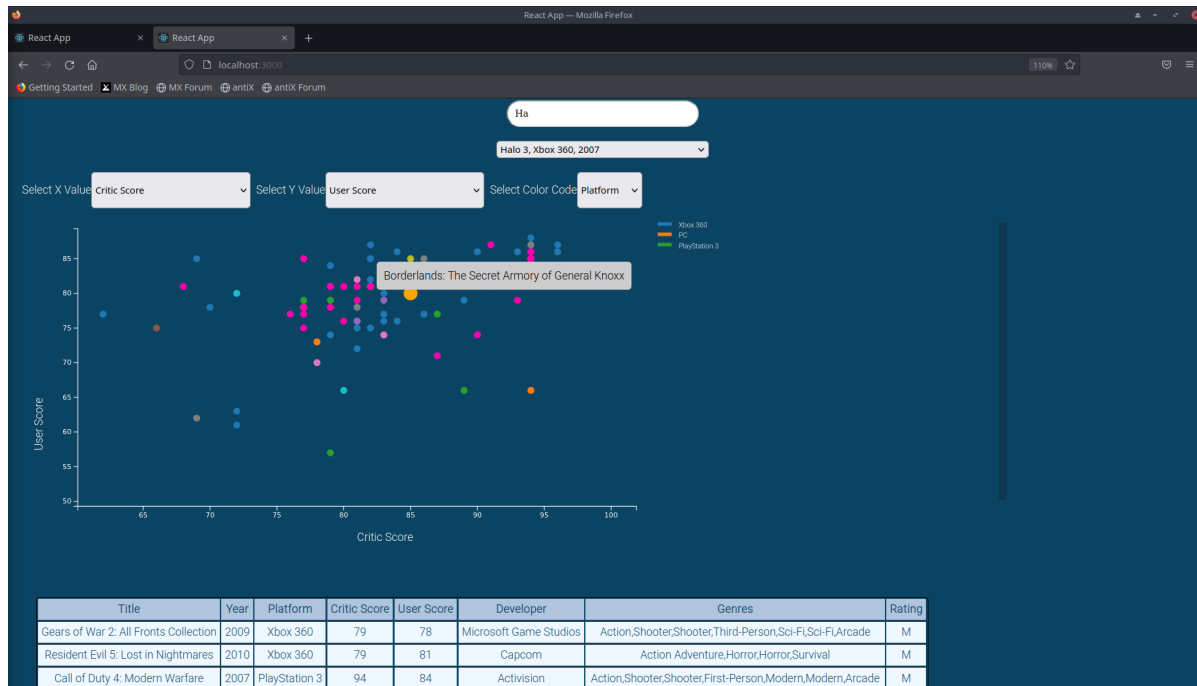 React App — Mozilla Firefox
React App × React App × +
localhost:3000 110%
Getting Started MX Blog MX Forum antiX antiX Forum
Ha
Halo 3, Xbox 360, 2007
Select X Value Critic Score Select Y Value User Score Select Color Code Platform
Xbox 360
PC
PlayStation 3
85
Borderlands: The Secret Armory of General Knoxx
80
75
70
65
60
55
50
User Score
65 70 75 80 85 90 95 100
Critic Score
Title Year Platform Critic Score User Score Developer Genres Rating
Gears of War 2: All Fronts Collection 2009 Xbox 360 79 78 Microsoft Game Studios Action,Shooter,Shooter,Third-Person,Sci-Fi,Sci-Fi,Arcade M
Resident Evil 5: Lost in Nightmares 2010 Xbox 360 79 81 Capcom Action Adventure,Horror,Horror,Survival M
Call of Duty 4: Modern Warfare 2007 PlayStation 3 94 84 Activision Action,Shooter,Shooter,First-Person,Modern,Modern,Arcade M